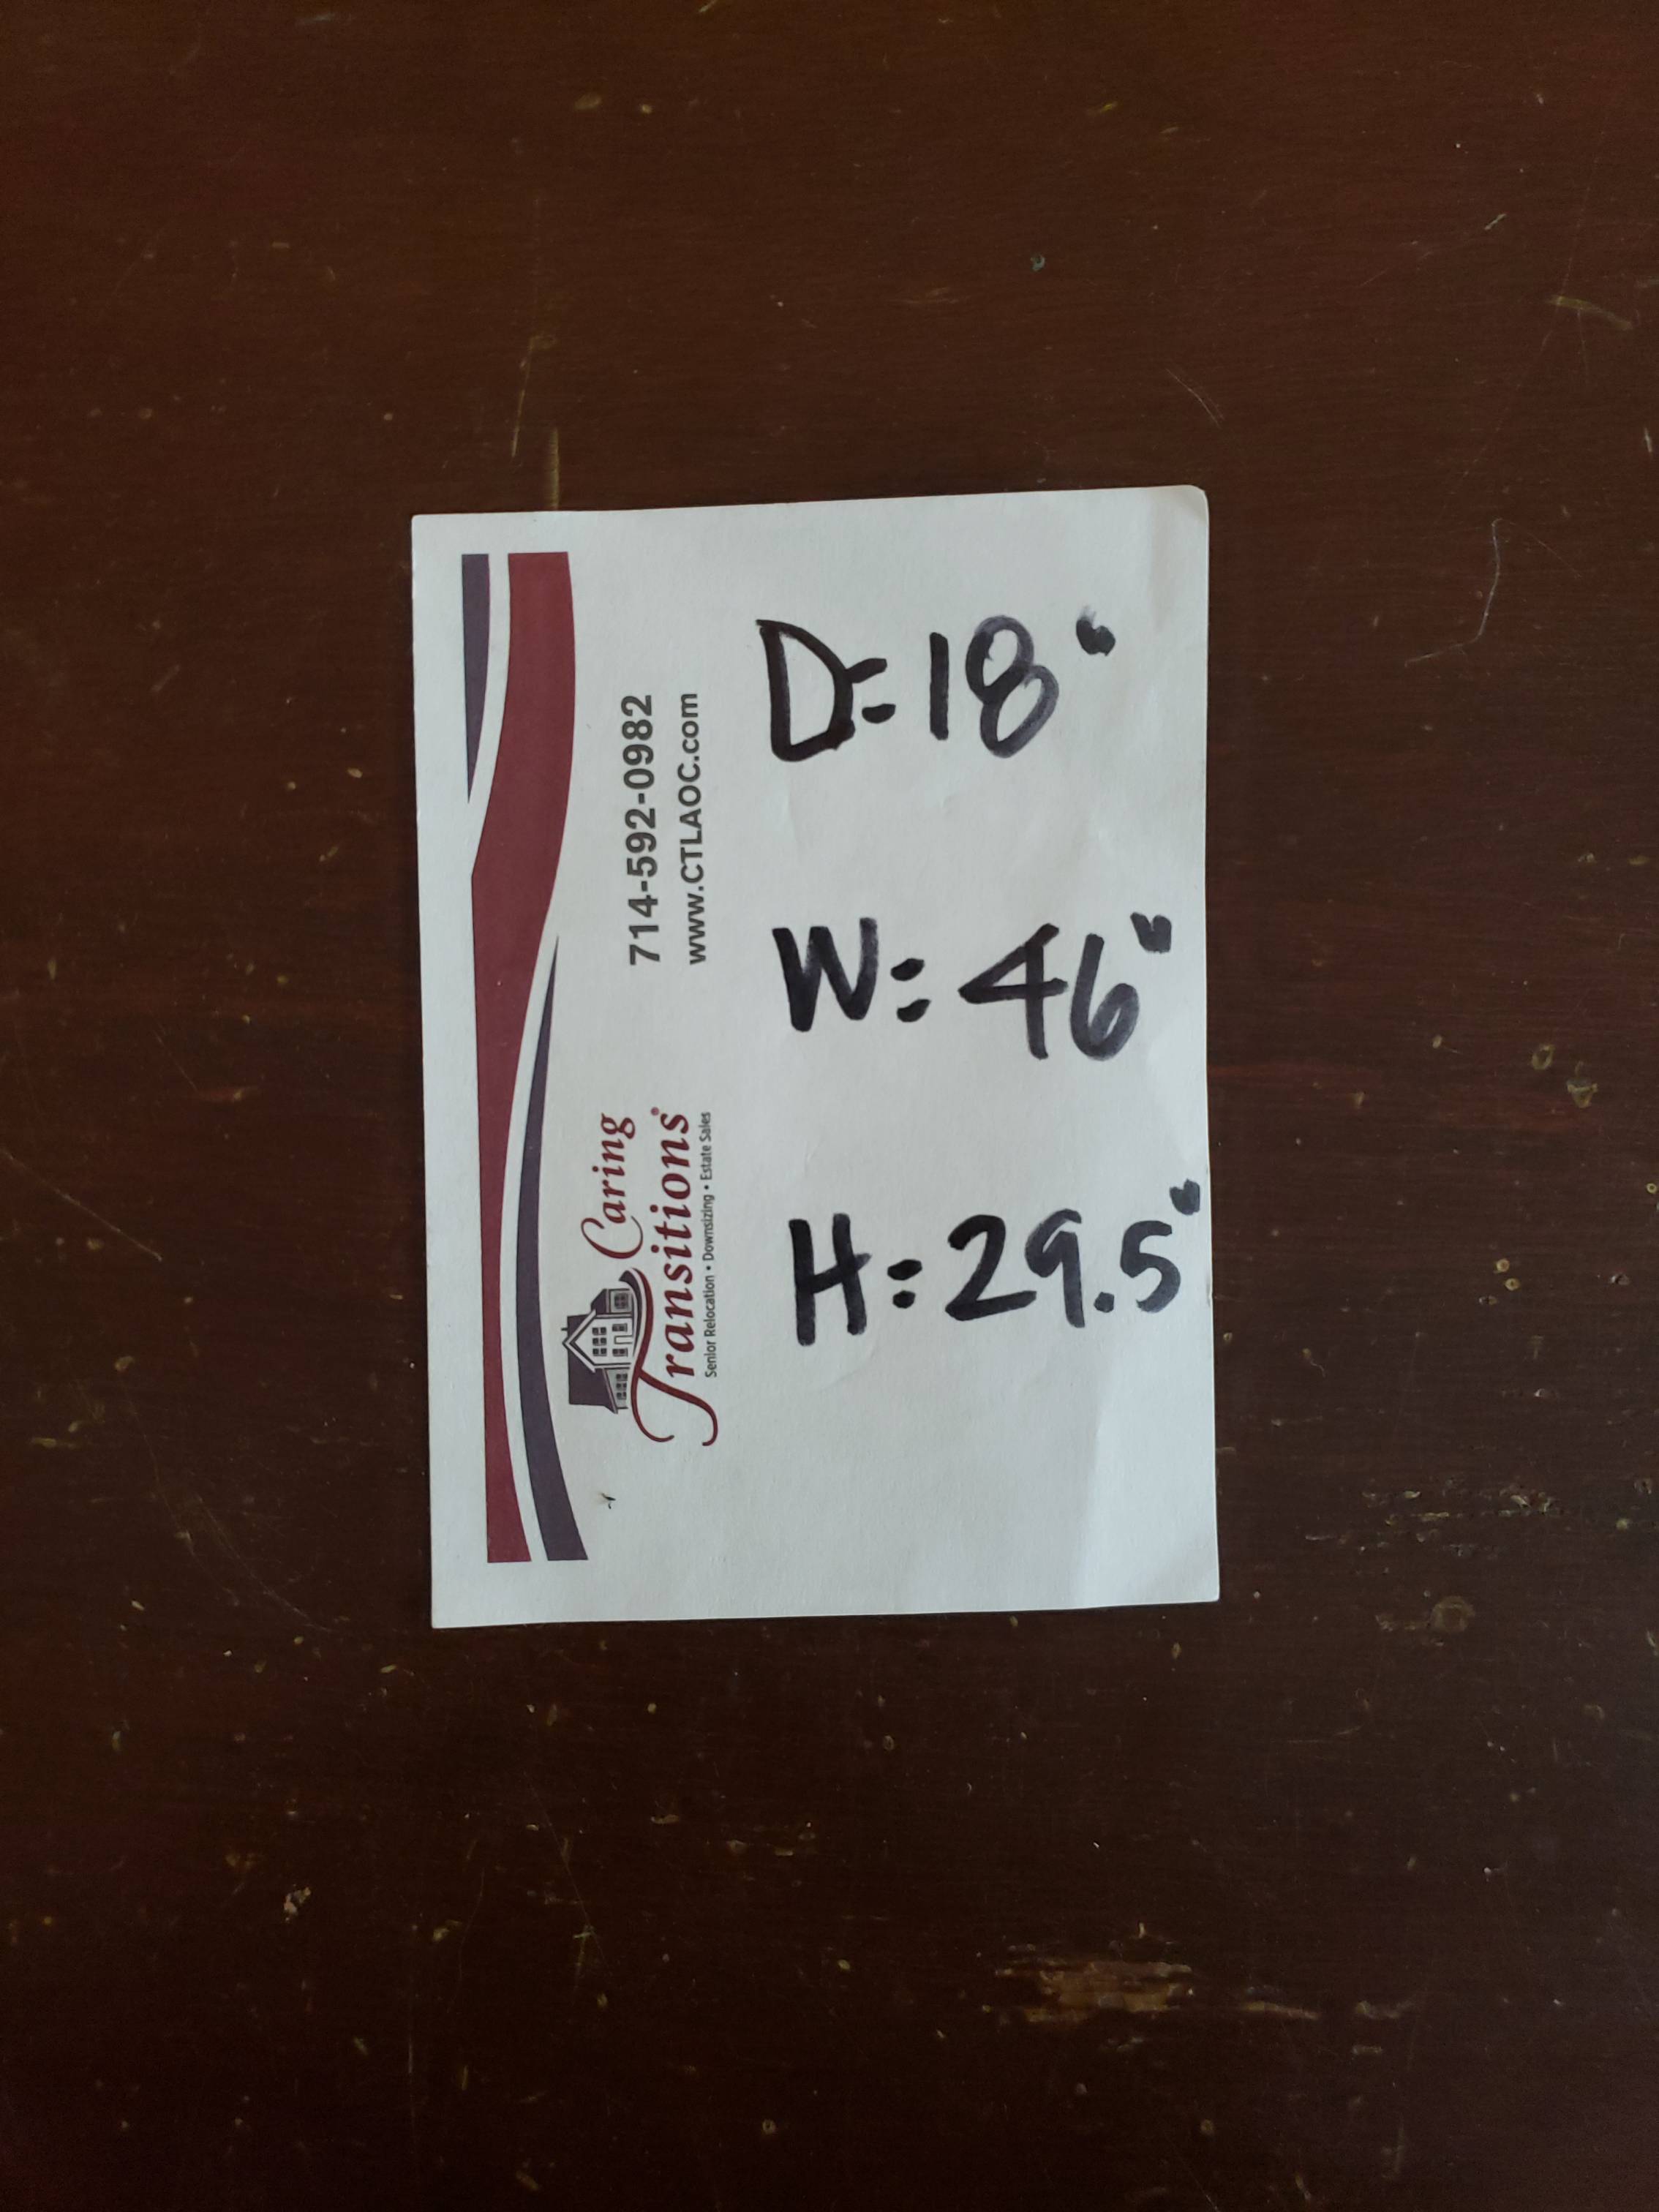 Caring
Transitions®
Senior Relocation • Downsizing • Estate Sales
714-592-0982
www.CTLAOC.com
H:29.5"
W:46"
D:18"